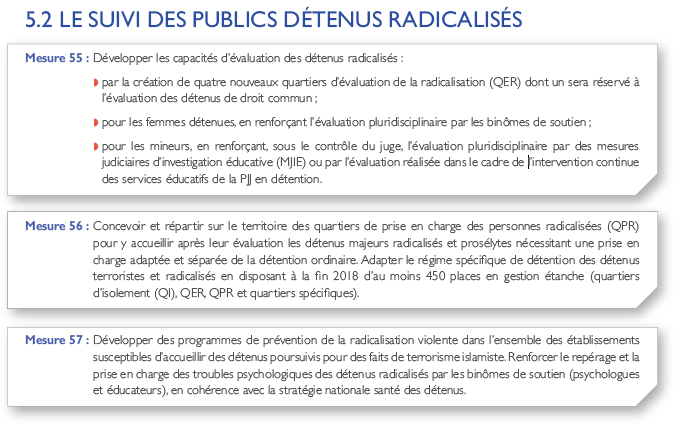 5.2 LE SUIVI DES PUBLICS DÉTENUS RADICALISÉS
Mesure 55 : Développer les capacités d'évaluation des détenus radicalisés :
par la création de quatre nouveaux quartiers d'évaluation de la radicalisation (QER) dont un sera réservé à
l'évaluation des détenus de droit commun ;
pour les femmes détenues, en renforçant l'évaluation pluridisciplinaire par les binômes de soutien ;
pour les mineurs, en renforçant, sous le contrôle du juge, l'évaluation pluridisciplinaire par des mesures
judiciaires d'investigation éducative (MJIE) ou par l'évaluation réalisée dans le cadre de l'intervention continue
des services éducatifs de la PJJ en détention.
Mesure 56 : Concevoir et répartir sur le territoire des quartiers de prise en charge des personnes radicalisées (QPR)
pour y accueillir après leur évaluation les détenus majeurs radicalisés et prosélytes nécessitant une prise en
charge adaptée et séparée de la détention ordinaire. Adapter le régime spécifique de détention des détenus
terroristes et radicalisés en disposant à la fin 2018 d'au moins 450 places en gestion étanche (quartiers
d'isolement (QI), QER, QPR et quartiers spécifiques).
Mesure 57 : Développer des programmes de prévention de la radicalisation violente dans l'ensemble des établissements
susceptibles d'accueillir des détenus poursuivis pour des faits de terrorisme islamiste. Renforcer le repérage et la
prise en charge des troubles psychologiques des détenus radicalisés par les binômes de soutien (psychologues
et éducateurs), en cohérence avec la stratégie nationale santé des détenus.